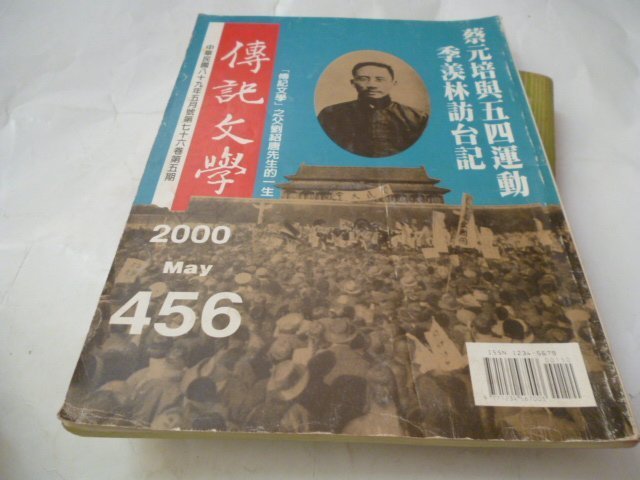 蔡元培與五四運動
季羨林訪台記
「傳記文學」之父劉紹唐先生的一生
傳記文學
中華民國八十九年五月號第七十六卷第五期
2000
May
456
ISSN 1234-5679
00150